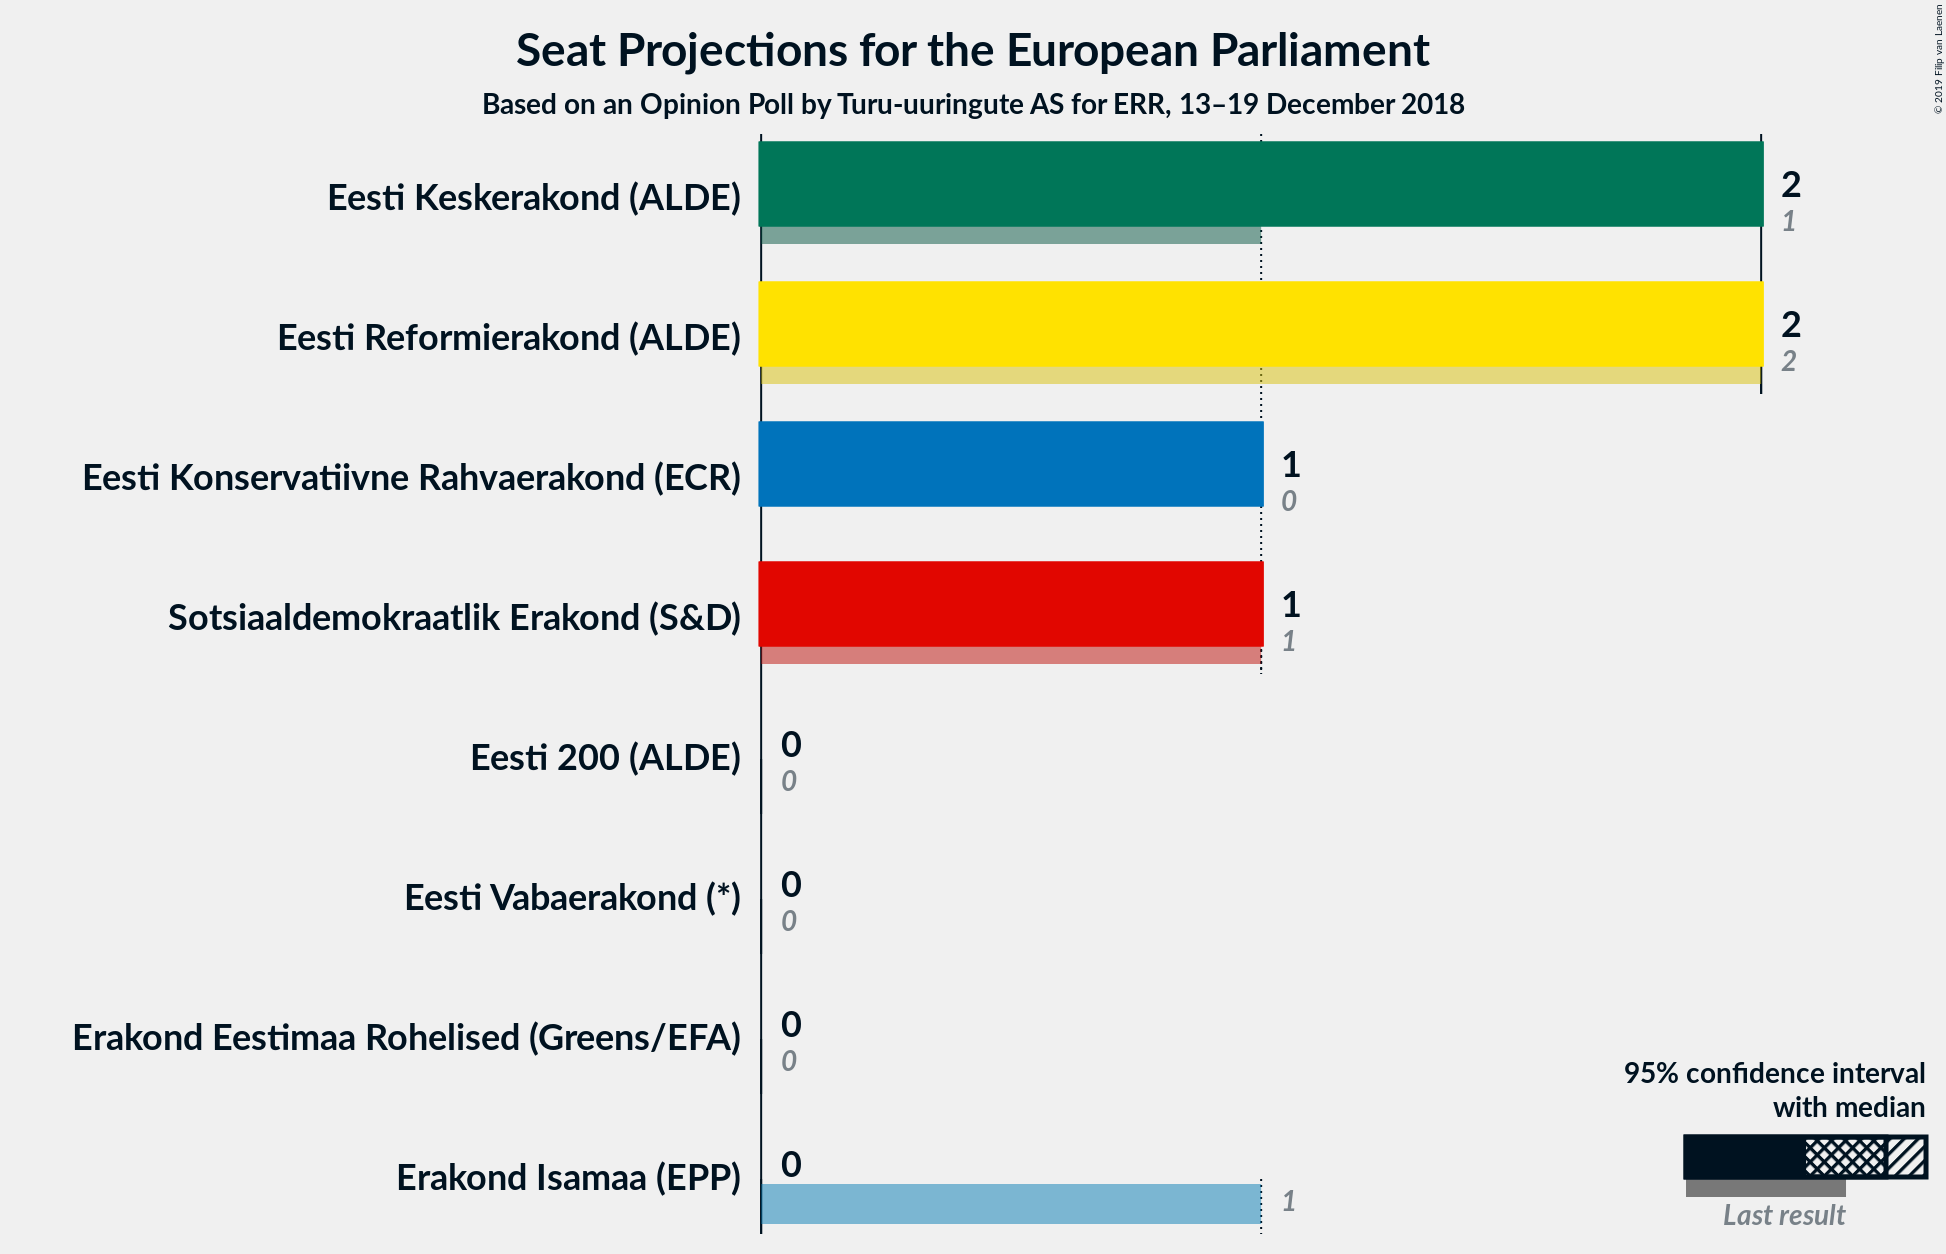 Seat Projections for the European Parliament
Based on an Opinion Poll by Turu-uuringute AS for ERR, 13–19 December 2018
© 2019 Filip van Laenen
Eesti Keskerakond (ALDE)
2
1
Eesti Reformierakond (ALDE)
2
2
Eesti Konservatiivne Rahvaerakond (ECR)
1
0
Sotsiaaldemokraatlik Erakond (S&D)
1
1
Eesti 200 (ALDE)
0
0
Eesti Vabaerakond (*)
0
0
Erakond Eestimaa Rohelised (Greens/EFA)
0
0
Erakond Isamaa (EPP)
0
1
95% confidence interval
with median
Last result